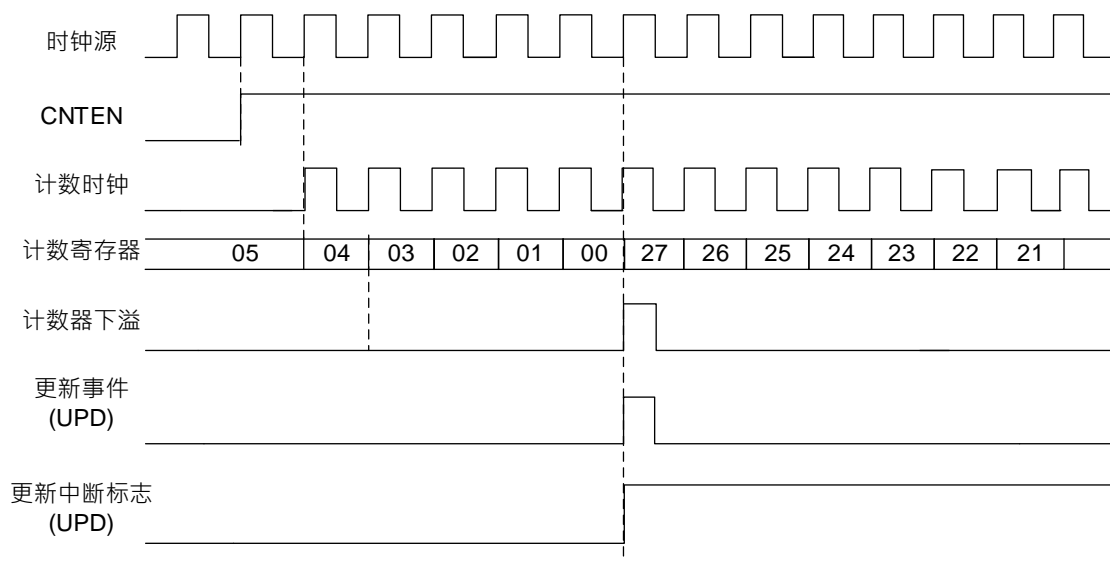 时钟源
CNTEN
计数时钟
计数寄存器 05 04 03 02 01 00 27 26 25 24 23 22 21
计数器下溢
更新事件
(UPD)
更新中断标志
(UPD)